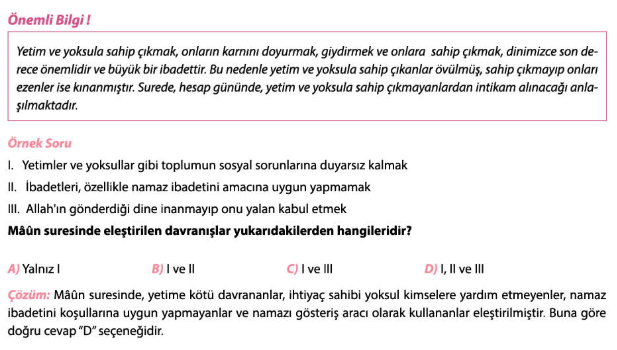 Önemli Bilgi !
Yetim ve yoksula sahip çıkmak, onların karnını doyurmak, giydirmek ve onlara sahip çıkmak, dinimizce son de-
rece önemlidir ve büyük bir ibadettir. Bu nedenle yetim ve yoksula sahip çıkanlar övülmüş, sahip çıkmayıp onları
ezenler ise kınanmıştır. Surede, hesap gününde, yetim ve yoksula sahip çıkmayanlardan intikam alınacağı anla-
şılmaktadır.
Örnek Soru
I. Yetimler ve yoksullar gibi toplumun sosyal sorunlarına duyarsız kalmak
II. İbadetleri, özellikle namaz ibadetini amacına uygun yapmamak
III. Allah'ın gönderdiği dine inanmayıp onu yalan kabul etmek
Mâûn suresinde eleştirilen davranışlar yukarıdakilerden hangileridir?
A) Yalnız I B) I ve II C) I ve III D) I, II ve III
Çözüm: Mâûn suresinde, yetime kötü davrananlar, ihtiyaç sahibi yoksul kimselere yardım etmeyenler, namaz
ibadetini koşullarına uygun yapmayanlar ve namazı gösteriş aracı olarak kullananlar eleştirilmiştir. Buna göre
doğru cevap "D" seçeneğidir.